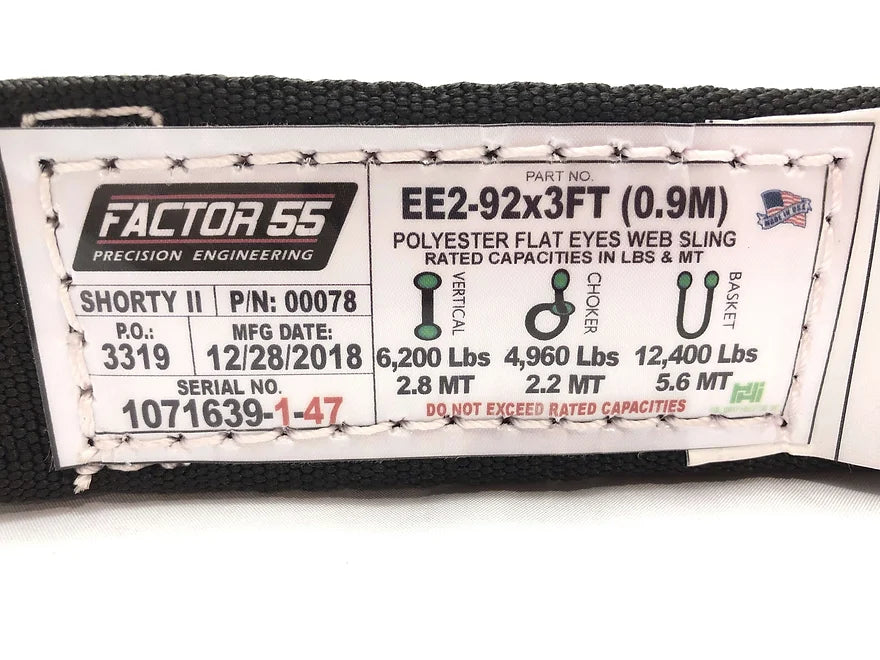 FACTOR 55
PRECISION ENGINEERING
SHORTY II
P/N: 00078
P.O.:
3319
MFG DATE:
12/28/2018
SERIAL NO.
1071639-1-47
PART NO.
EE2-92x3FT (0.9M)
MADE IN USA
POLYESTER FLAT EYES WEB SLING
RATED CAPACITIES IN LBS & MT
VERTICAL
CHOKER
BASKET
6,200 Lbs 4,960 Lbs 12,400 Lbs
2.8 MT 2.2 MT 5.6 MT
DO NOT EXCEED RATED CAPACITIES